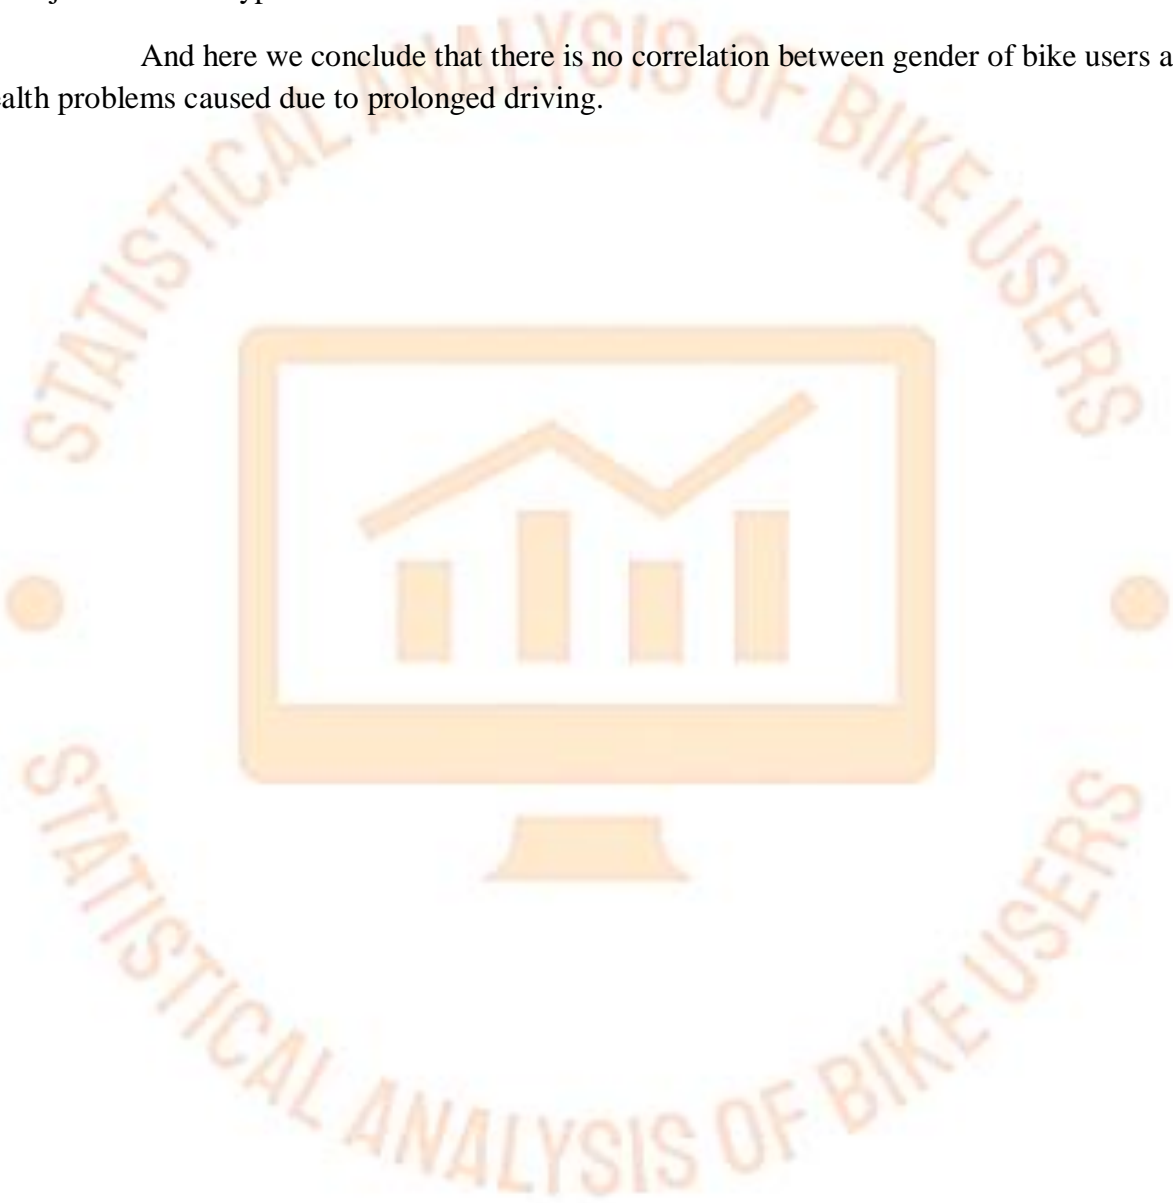 And here we conclude that there is no correlation between gender of bike users
problems caused due to prolonged driving.
STATISTICAL ANALYSIS OF BIKE USERS
STATISTICAL ANALYSIS OF BIKE USERS